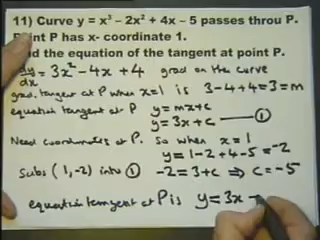 11) Curve y = x³ - 2x² + 4x - 5 passes throu P.
Point P has x- coordinate 1.
nd the equation of the tangent at point P.
dy/dx = 3x² - 4x + 4 grad on the curve
grad. tangent at P when x=1 is 3-4+4=3=m
equation tangent at P y = mx+c
y = 3x + c — 1
Need coordinates at P. So when x = 1
y = 1-2+4-5 = -2
Subs (1,-2) into 1 -2 = 3+c ⇒ c = -5
equation tangent at P is y = 3x -